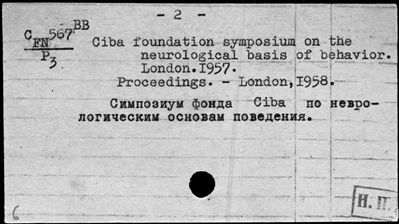 - 2 -
C FN 567 BB
P3
Ciba foundation symposium on the
neurological basis of behavior.
London.1957.
Proceedings. - London,1958.
Симпозиум фонда Ciba по невро-
логическим основам поведения.
6
Н. П.